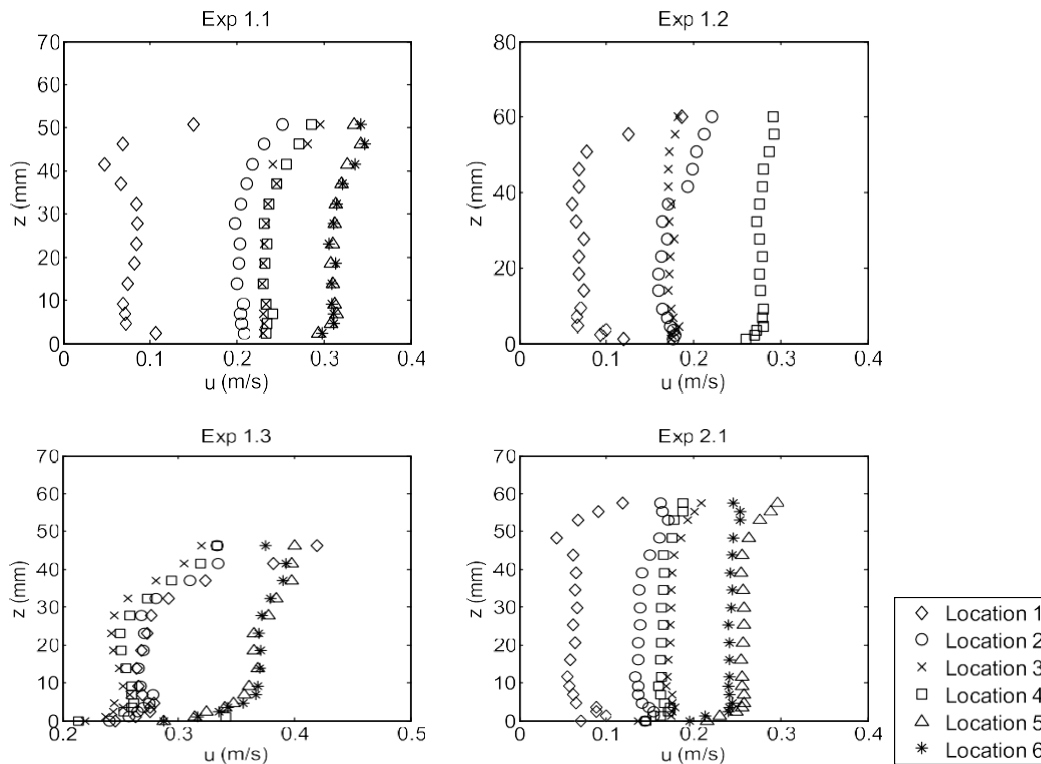 Exp 1.1
70
60
50
40
30
20
10
0
z (mm)
0
0.1
0.2
0.3
0.4
u (m/s)
Exp 1.2
80
60
40
20
0
z (mm)
0
0.1
0.2
0.3
0.4
u (m/s)
Exp 1.3
70
60
50
40
30
20
10
0
z (mm)
0.2
0.3
0.4
0.5
u (m/s)
Exp 2.1
70
60
50
40
30
20
10
0
z (mm)
0
0.1
0.2
0.3
0.4
u (m/s)
Location 1
Location 2
Location 3
Location 4
Location 5
Location 6